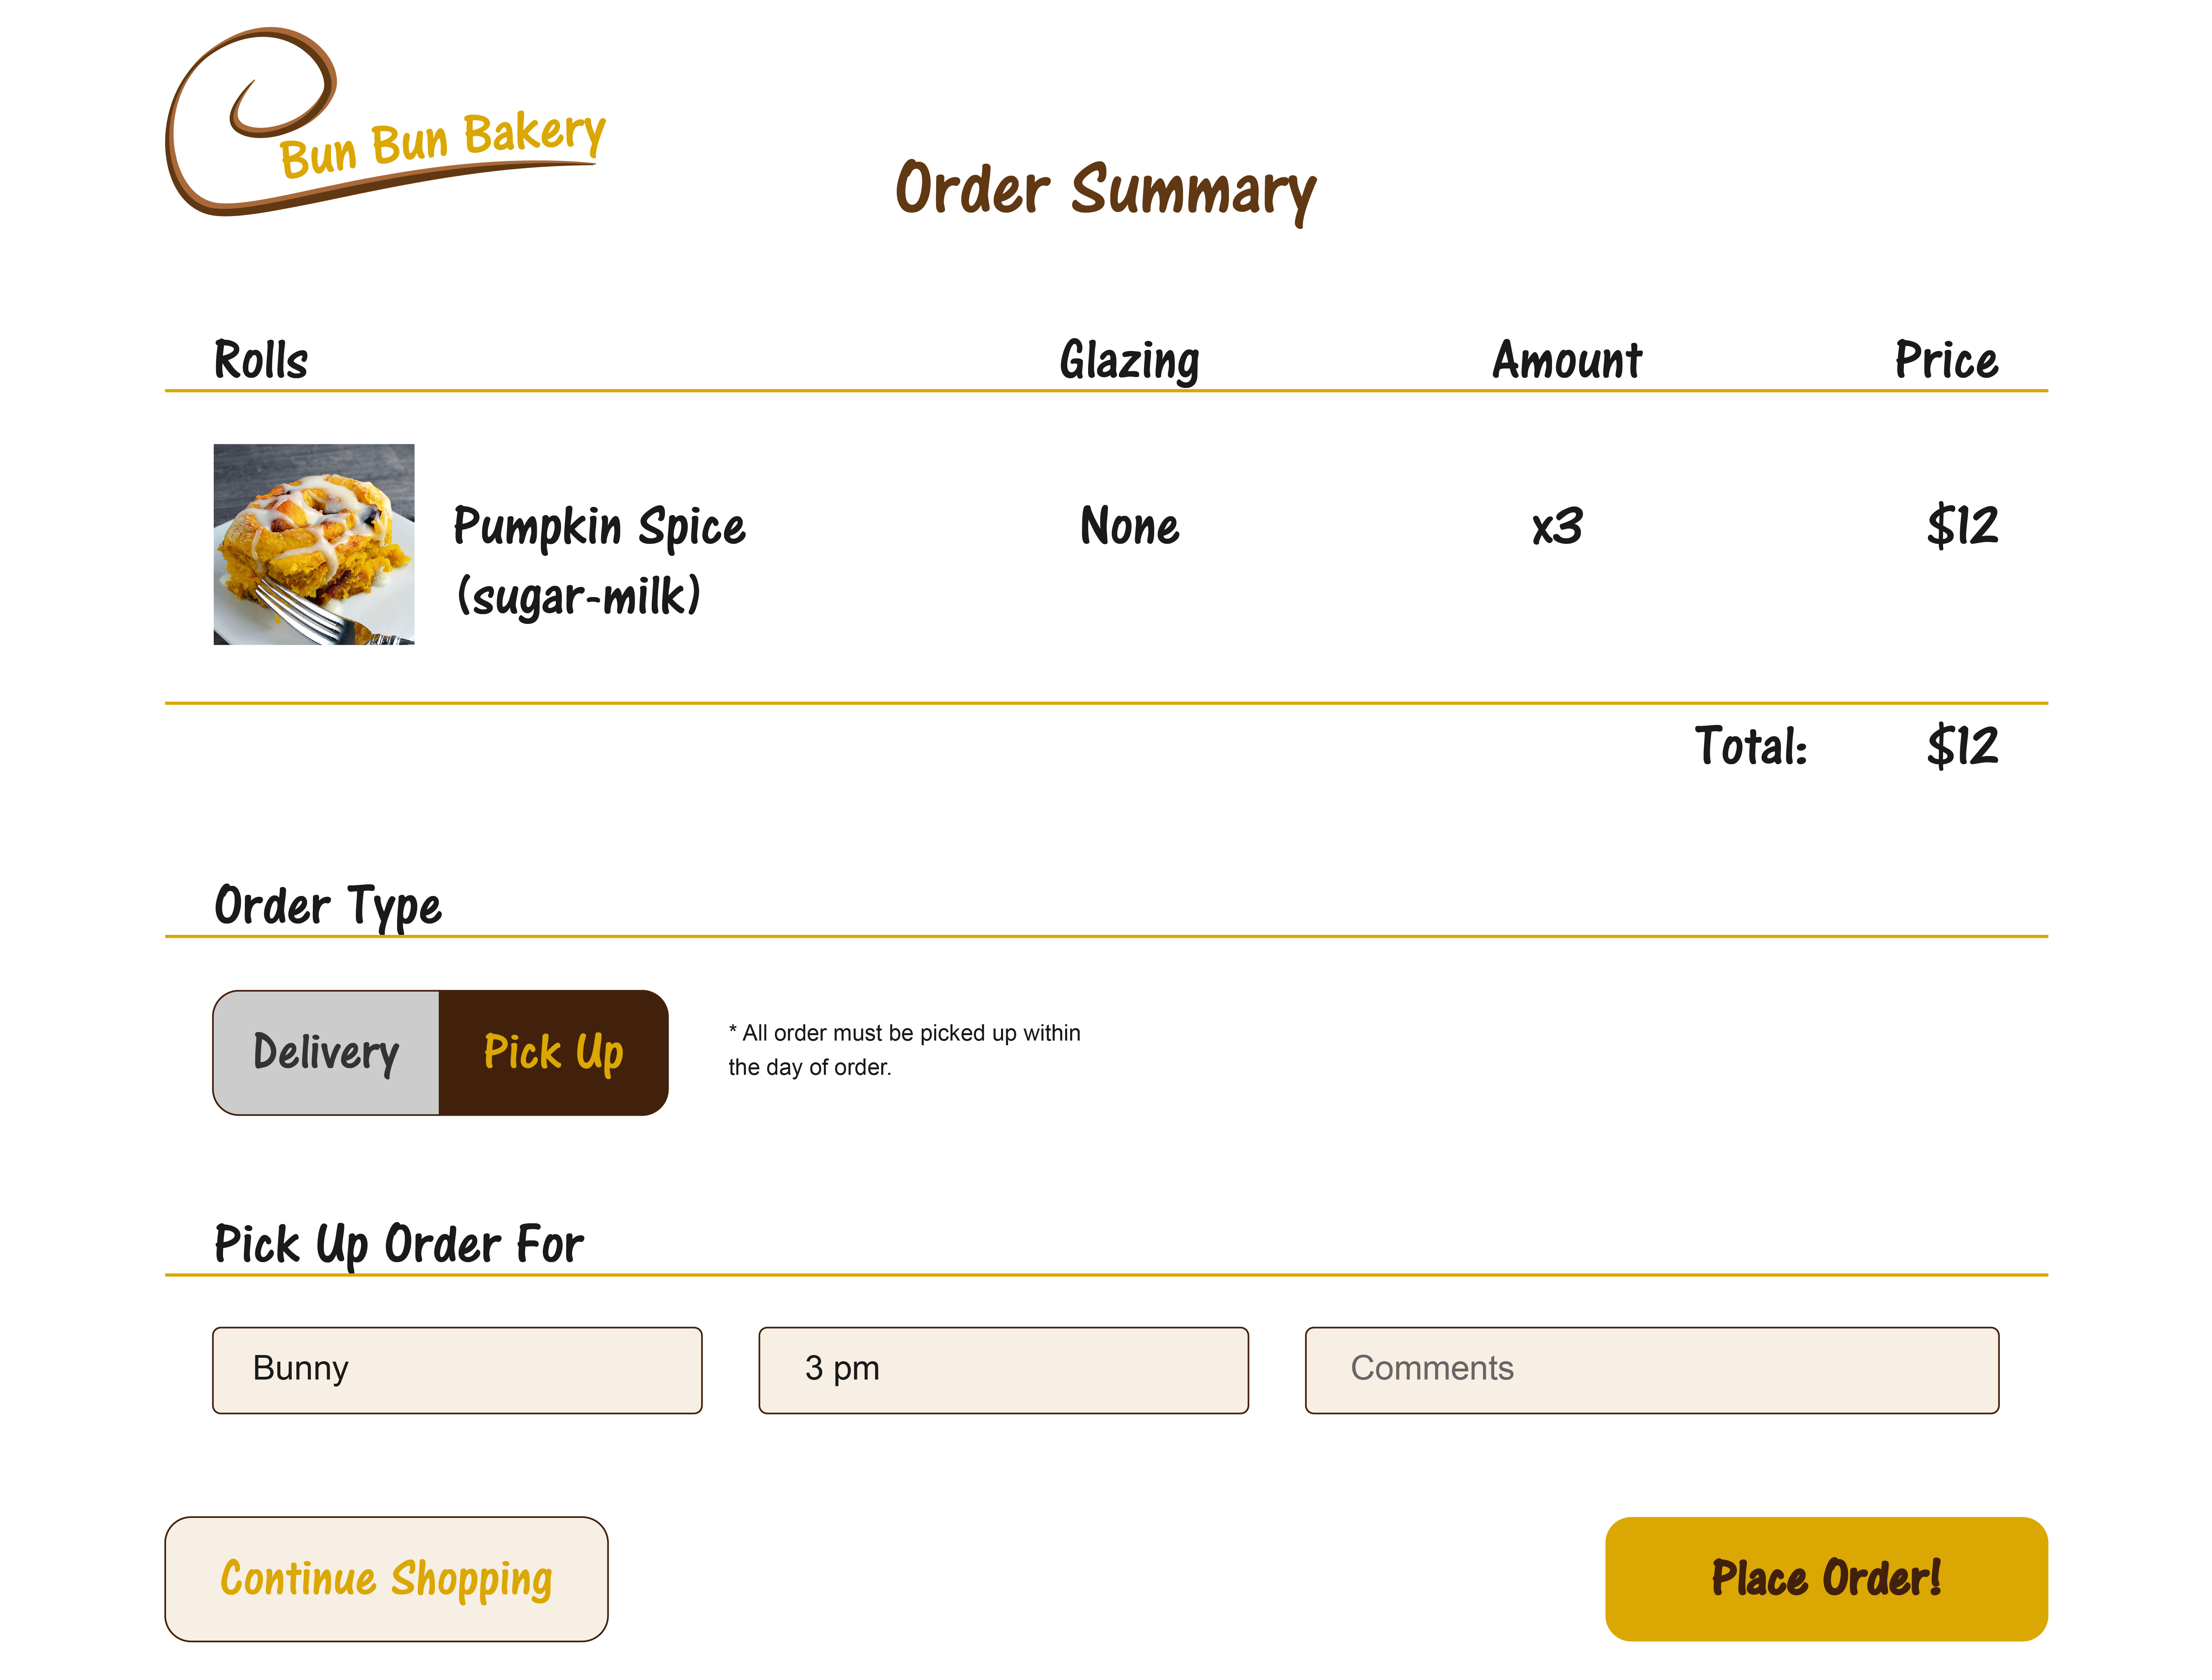 Bun Bun Bakery
Order Summary
Rolls Glazing Amount Price
Pumpkin Spice None x3 $12
(sugar-milk)
Total: $12
Order Type
Delivery Pick Up
* All order must be picked up within
the day of order.
Pick Up Order For
Bunny 3 pm Comments
Continue Shopping Place Order!